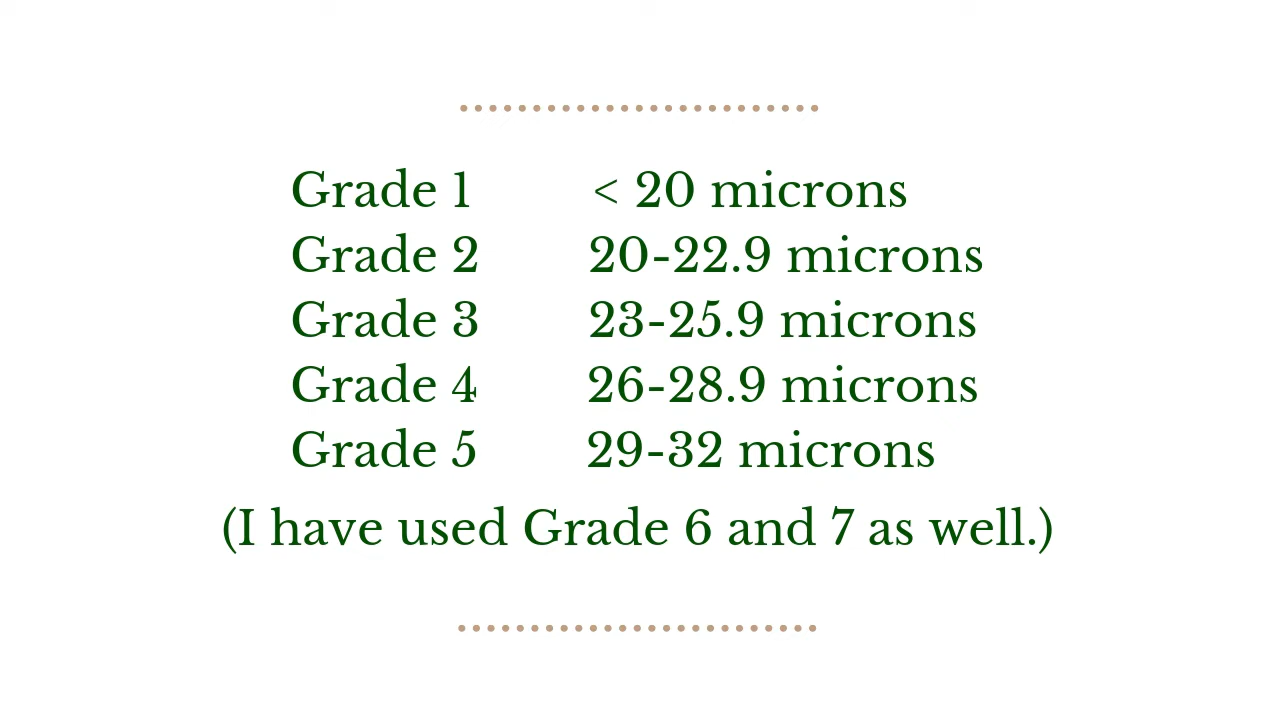 Grade 1 < 20 microns
Grade 2 20-22.9 microns
Grade 3 23-25.9 microns
Grade 4 26-28.9 microns
Grade 5 29-32 microns
(I have used Grade 6 and 7 as well.)